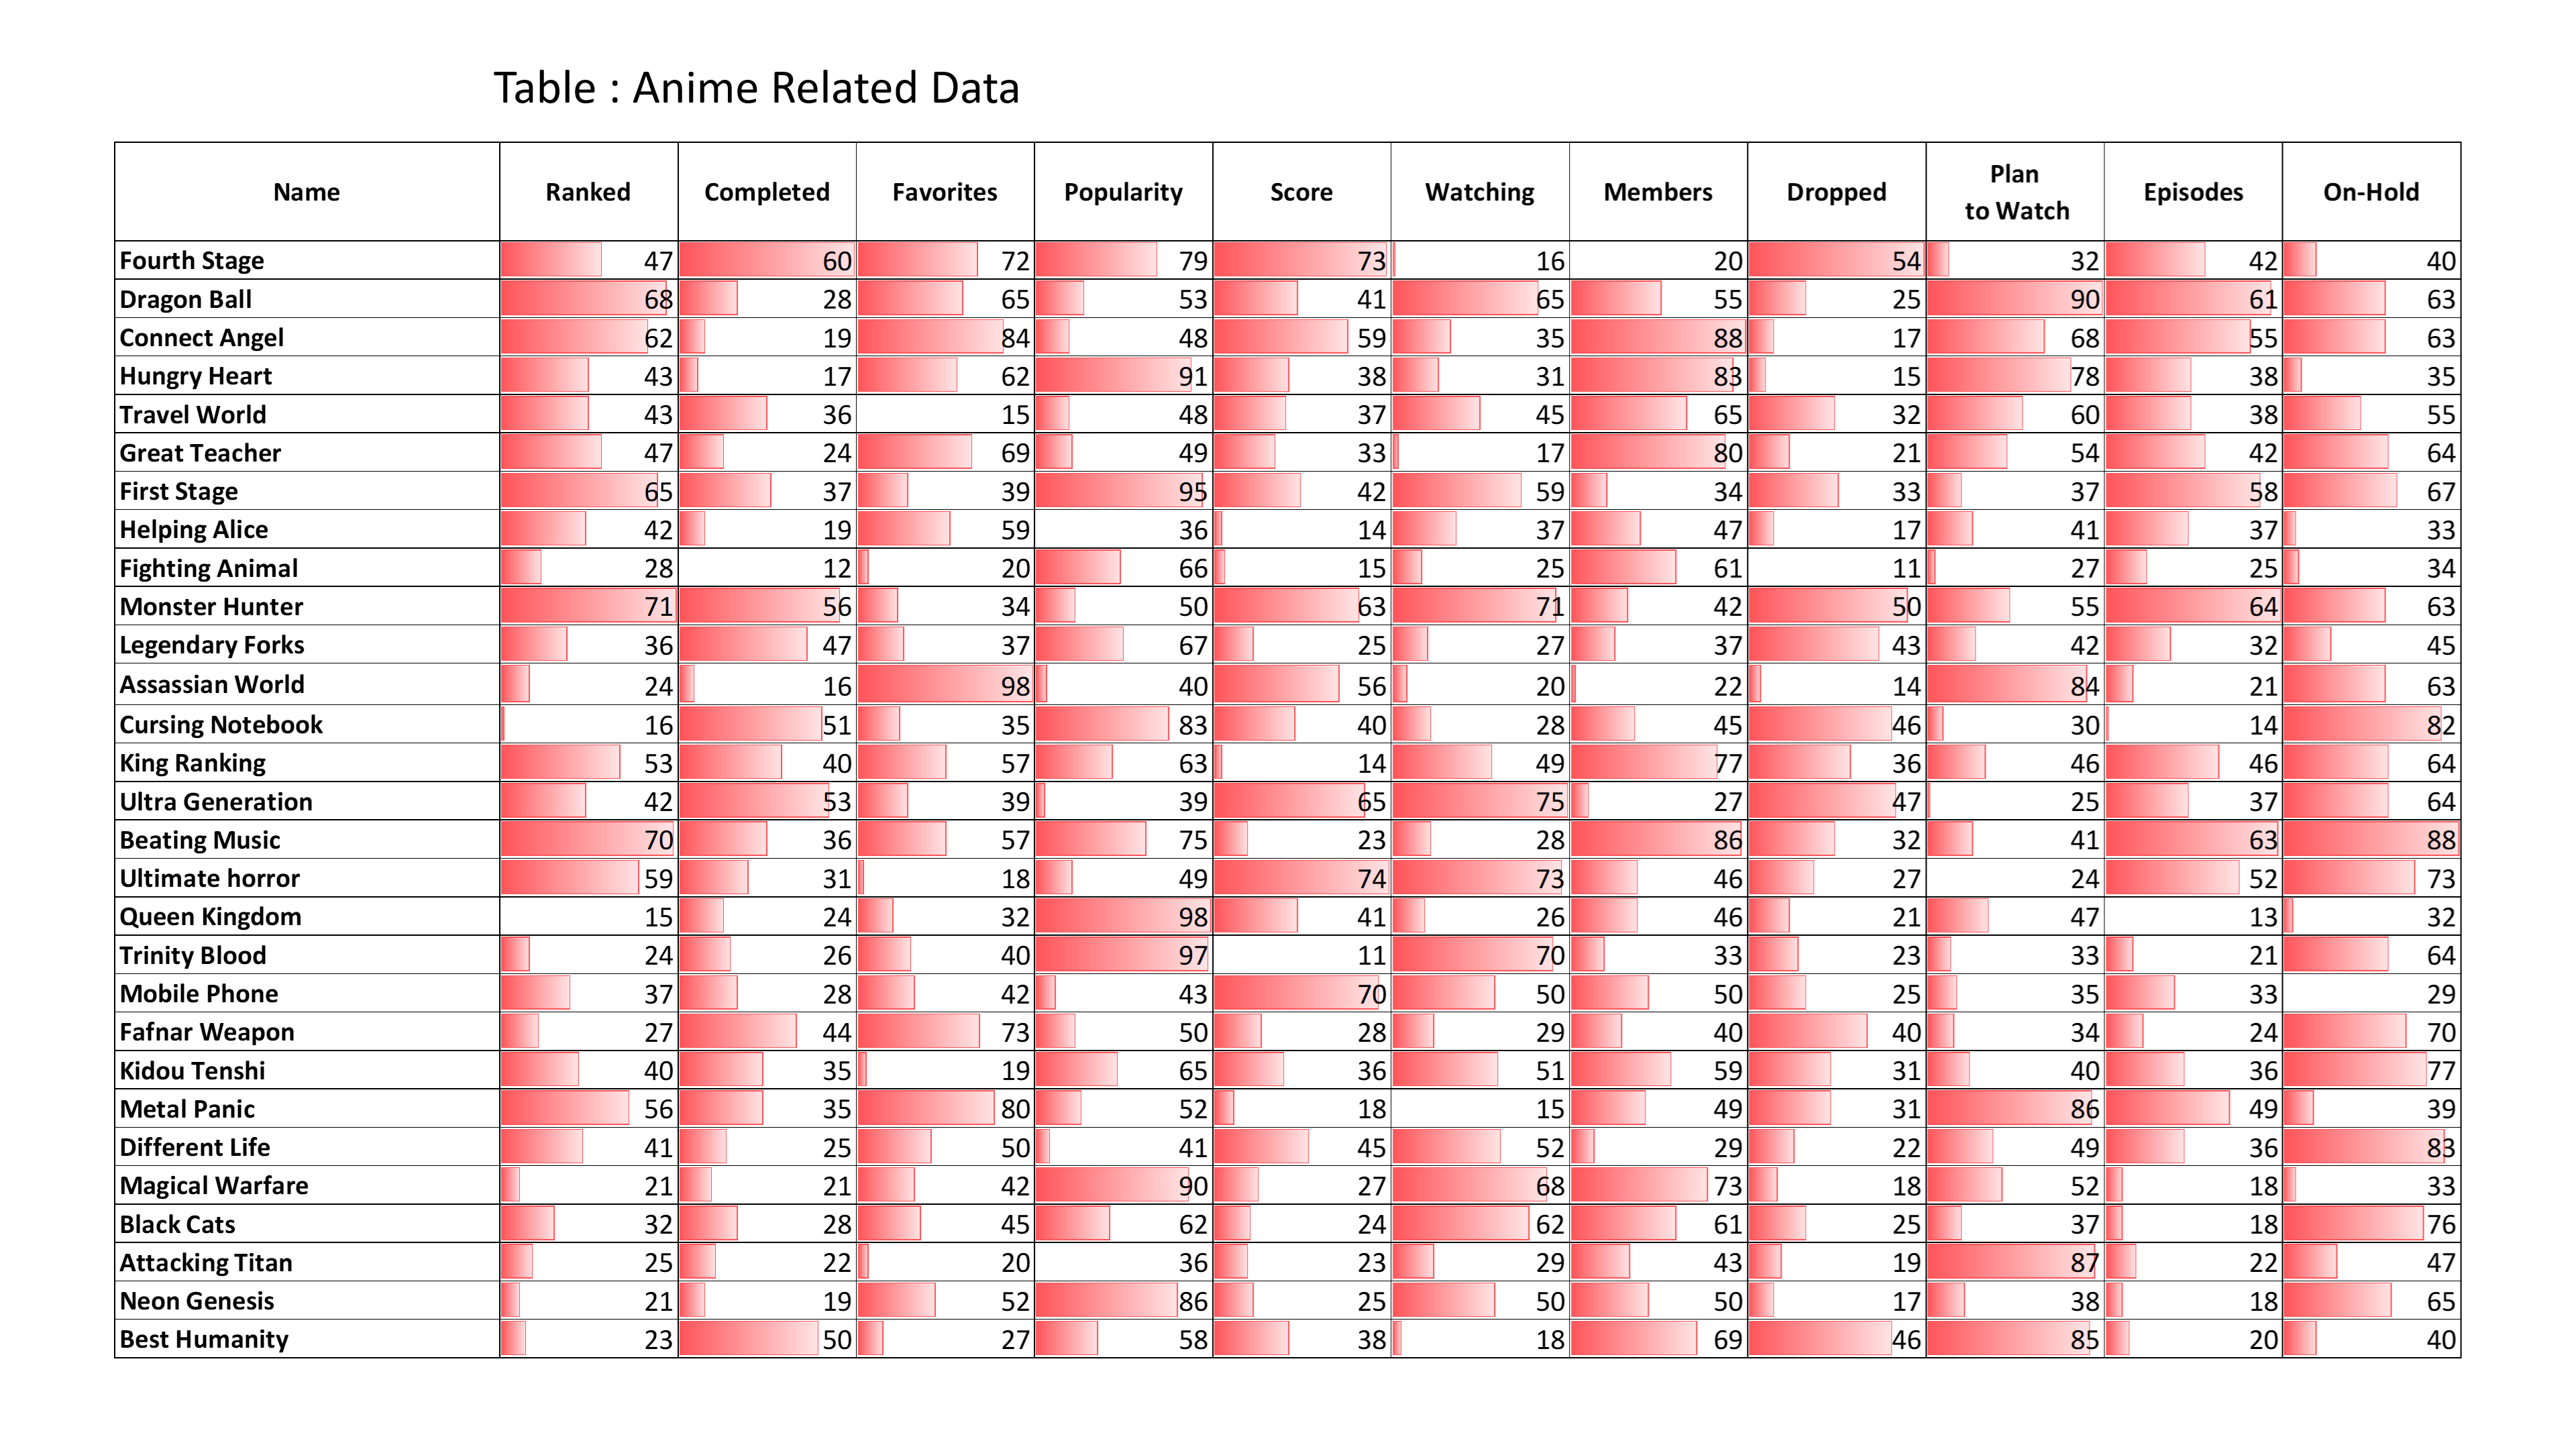 Table : Anime Related Data
Name Ranked Completed Favorites Popularity Score Watching Members Dropped Plan to Watch Episodes On-Hold
Fourth Stage 47 60 72 79 73 16 20 54 32 42 40
Dragon Ball 68 28 65 53 41 65 55 25 90 61 63
Connect Angel 62 19 84 48 59 35 88 17 68 55 63
Hungry Heart 43 17 62 91 38 31 83 15 78 38 35
Travel World 43 36 15 48 37 45 65 32 60 38 55
Great Teacher 47 24 69 49 33 17 80 21 54 42 64
First Stage 65 37 39 95 42 59 34 33 37 58 67
Helping Alice 42 19 59 36 14 37 47 17 41 37 33
Fighting Animal 28 12 20 66 15 25 61 11 27 25 34
Monster Hunter 71 56 34 50 63 71 42 50 55 64 63
Legendary Forks 36 47 37 67 25 27 37 43 42 32 45
Assassian World 24 16 98 40 56 20 22 14 84 21 63
Cursing Notebook 16 51 35 83 40 28 45 46 30 14 82
King Ranking 53 40 57 63 14 49 77 36 46 46 64
Ultra Generation 42 53 39 39 65 75 27 47 25 37 64
Beating Music 70 36 57 75 23 28 86 32 41 63 88
Ultimate horror 59 31 18 49 74 73 46 27 24 52 73
Queen Kingdom 15 24 32 98 41 26 46 21 47 13 32
Trinity Blood 24 26 40 97 11 70 33 23 33 21 64
Mobile Phone 37 28 42 43 70 50 50 25 35 33 29
Fafnar Weapon 27 44 73 50 28 29 40 40 34 24 70
Kidou Tenshi 40 35 19 65 36 51 59 31 40 36 77
Metal Panic 56 35 80 52 18 15 49 31 86 49 39
Different Life 41 25 50 41 45 52 29 22 49 36 83
Magical Warfare 21 21 42 90 27 68 73 18 52 18 33
Black Cats 32 28 45 62 24 62 61 25 37 18 76
Attacking Titan 25 22 20 36 23 29 43 19 87 22 47
Neon Genesis 21 19 52 86 25 50 50 17 38 18 65
Best Humanity 23 50 27 58 38 18 69 46 85 20 40